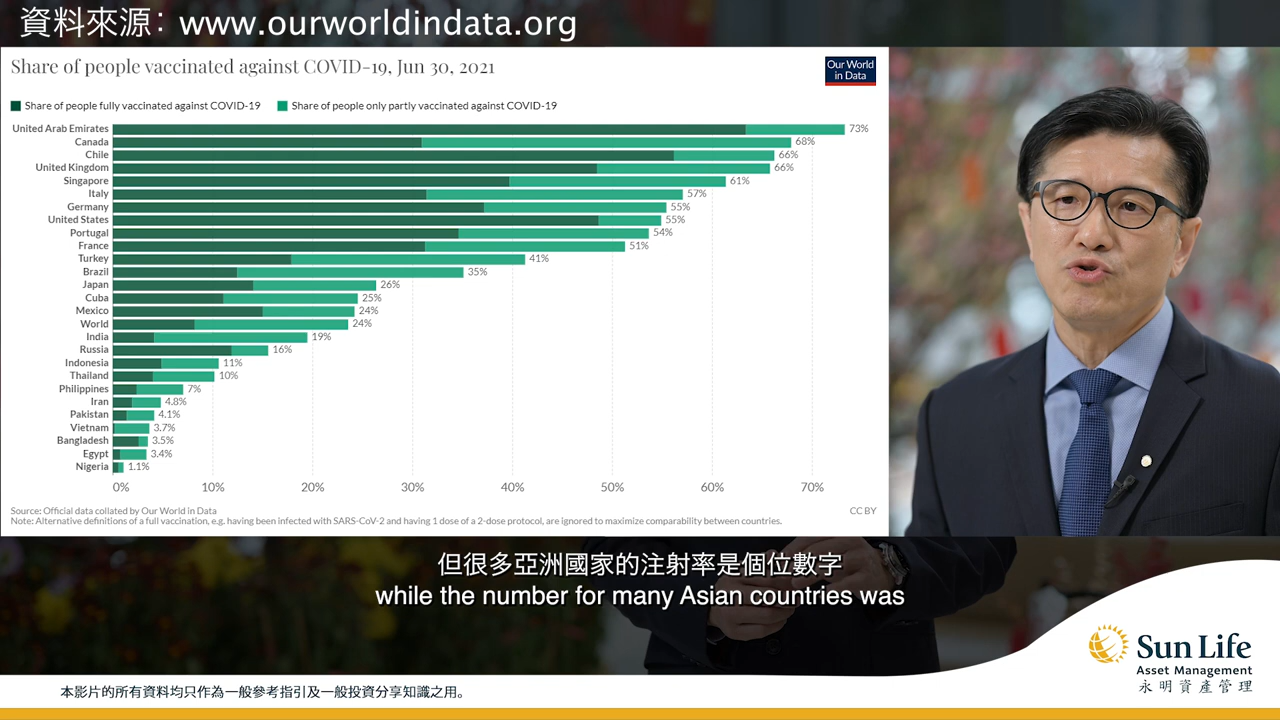 資料來源：www.ourworldindata.org
Share of people vaccinated against COVID-19, Jun 30, 2021
Our World
in Data
Share of people fully vaccinated against COVID-19
Share of people only partly vaccinated against COVID-19
United Arab Emirates 73%
Canada 68%
Chile 66%
United Kingdom 66%
Singapore 61%
Italy 57%
Germany 55%
United States 55%
Portugal 54%
France 51%
Turkey 41%
Brazil 35%
Japan 26%
Cuba 25%
Mexico 24%
World 24%
India 19%
Russia 16%
Indonesia 11%
Thailand 10%
Philippines 7%
Iran 4.8%
Pakistan 4.1%
Vietnam 3.7%
Bangladesh 3.5%
Egypt 3.4%
Nigeria 1.1%
0% 10% 20% 30% 40% 50% 60% 70%
Source: Official data collated by Our World in Data
CC BY
Note: Alternative definitions of a full vaccination, e.g. having been infected with SARS-CoV-2 and having 1 dose of a 2-dose protocol, are ignored to maximize comparability between countries.
但很多亞洲國家的注射率是個位數字
while the number for many Asian countries was
Sun Life
Asset Management
永明資產管理
本影片的所有資料均只作為一般參考指引及一般投資分享知識之用。